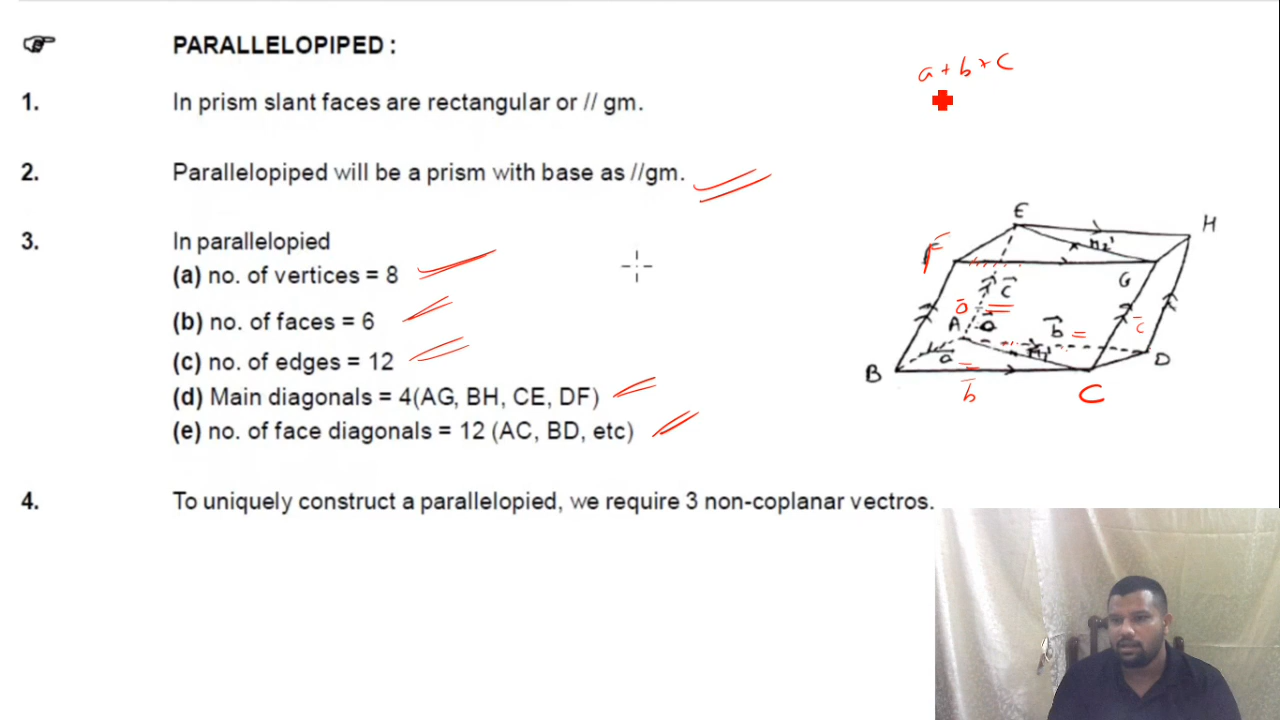 PARALLELOPIPED :
1. In prism slant faces are rectangular or // gm.
2. Parallelopiped will be a prism with base as //gm.
3. In parallelopied
(a) no. of vertices = 8
(b) no. of faces = 6
(c) no. of edges = 12
(d) Main diagonals = 4(AG, BH, CE, DF)
(e) no. of face diagonals = 12 (AC, BD, etc)
4. To uniquely construct a parallelopied, we require 3 non-coplanar vectros.
a + b + c
E
H
F
G
c
o
A
b
c
a
B
D
b
C